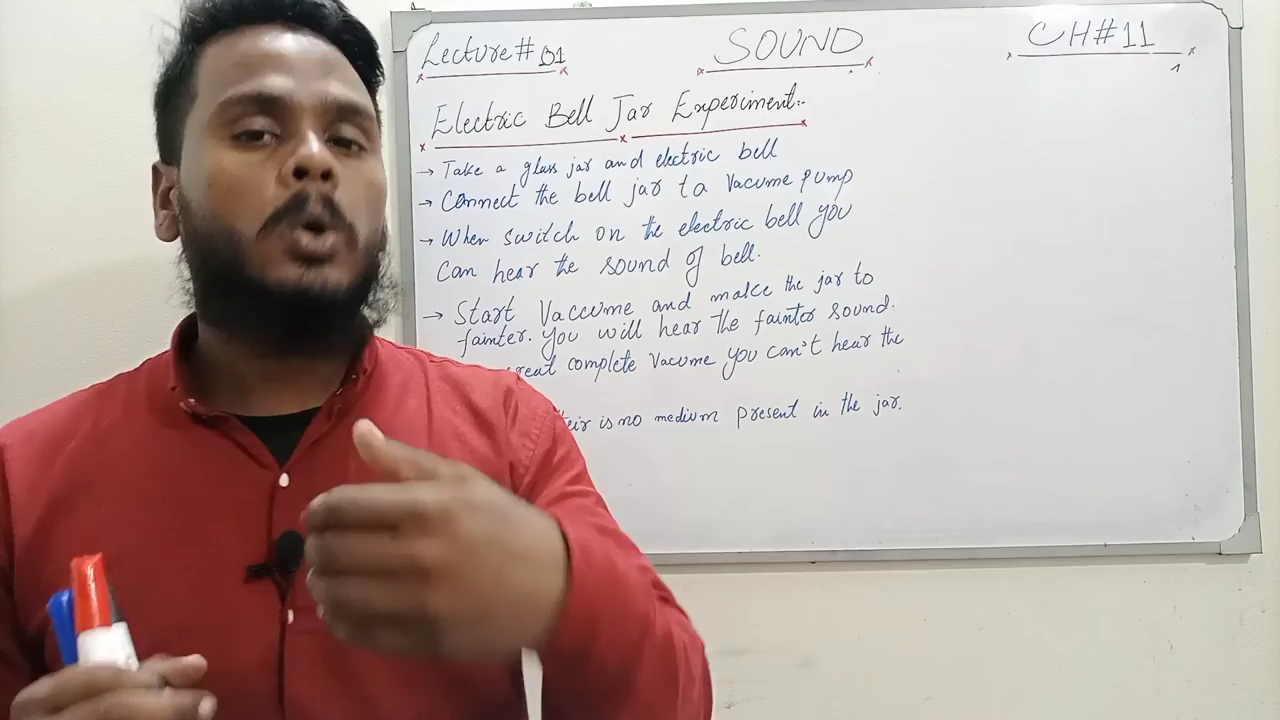 Lecture # 01
SOUND
CH # 11
Electric Bell Jar Experiment:-
→ Take a glass jar and electric bell
→ Connect the bell jar to a Vacume pump
→ When switch on the electric bell you
Can hear the sound of bell.
→ Start Vaccume and make the jar to
fainter. You will hear the fainter sound.
complete Vacume you can't hear the
is no medium present in the jar.